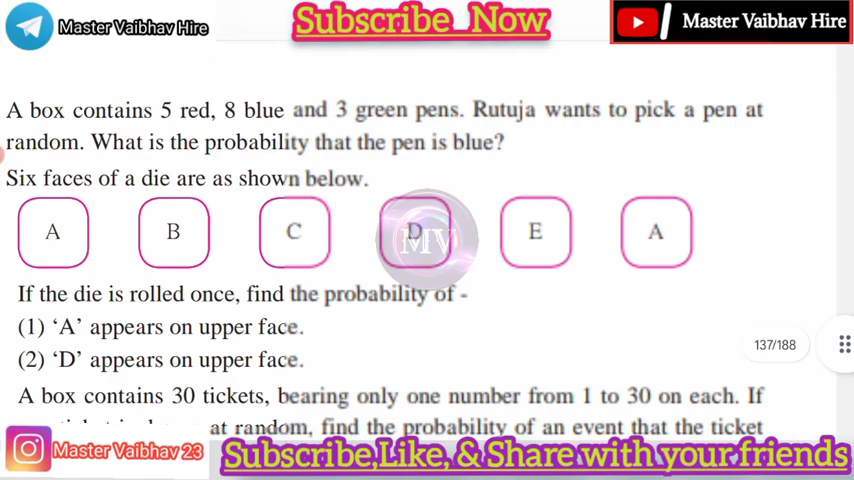 Master Vaibhav Hire
Subscribe Now
Master Vaibhav Hire
A box contains 5 red, 8 blue and 3 green pens. Rutuja wants to pick a pen at
random. What is the probability that the pen is blue?
Six faces of a die are as shown below.
A B C D E A
MV
If the die is rolled once, find the probability of -
(1) ‘A’ appears on upper face.
(2) ‘D’ appears on upper face.
137/188
A box contains 30 tickets, bearing only one number from 1 to 30 on each. If
at random, find the probability of an event that the ticket
Master Vaibhav 23
Subscribe,Like, & Share with your friends